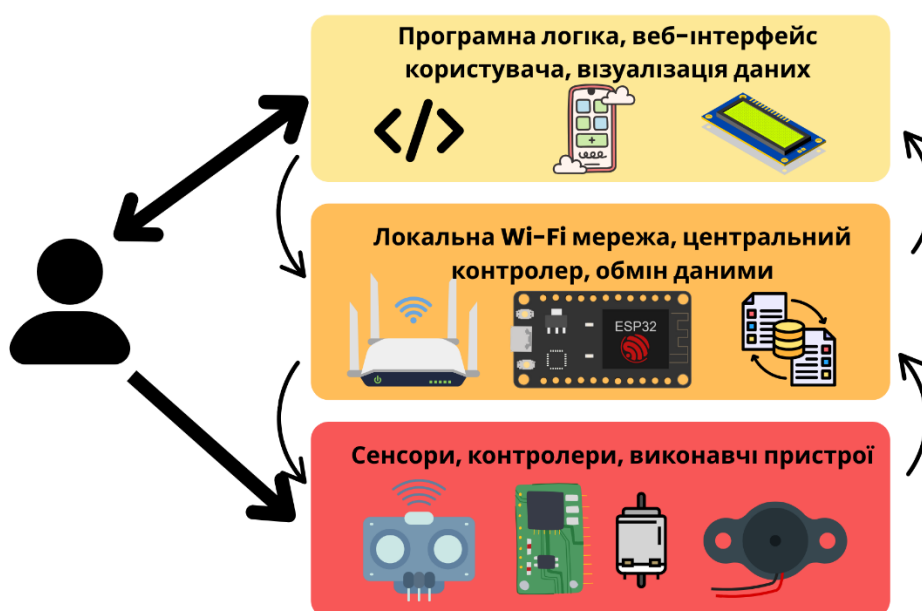 Програмна логіка, веб-інтерфейс
користувача, візуалізація даних
Локальна Wi-Fi мережа, центральний
контролер, обмін даними
ESP32
Сенсори, контролери, виконавчі пристрої